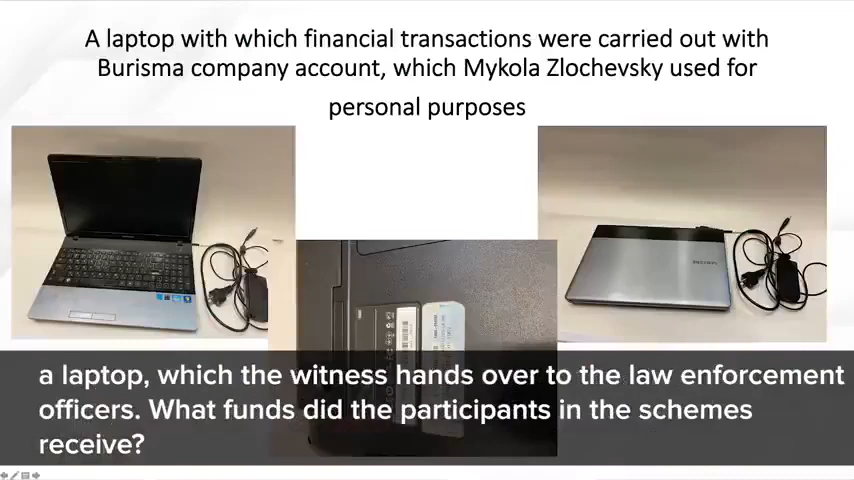 A laptop with which financial transactions were carried out with
Burisma company account, which Mykola Zlochevsky used for
personal purposes
SAMSUNG
a laptop, which the witness hands over to the law enforcement
officers. What funds did the participants in the schemes
receive?